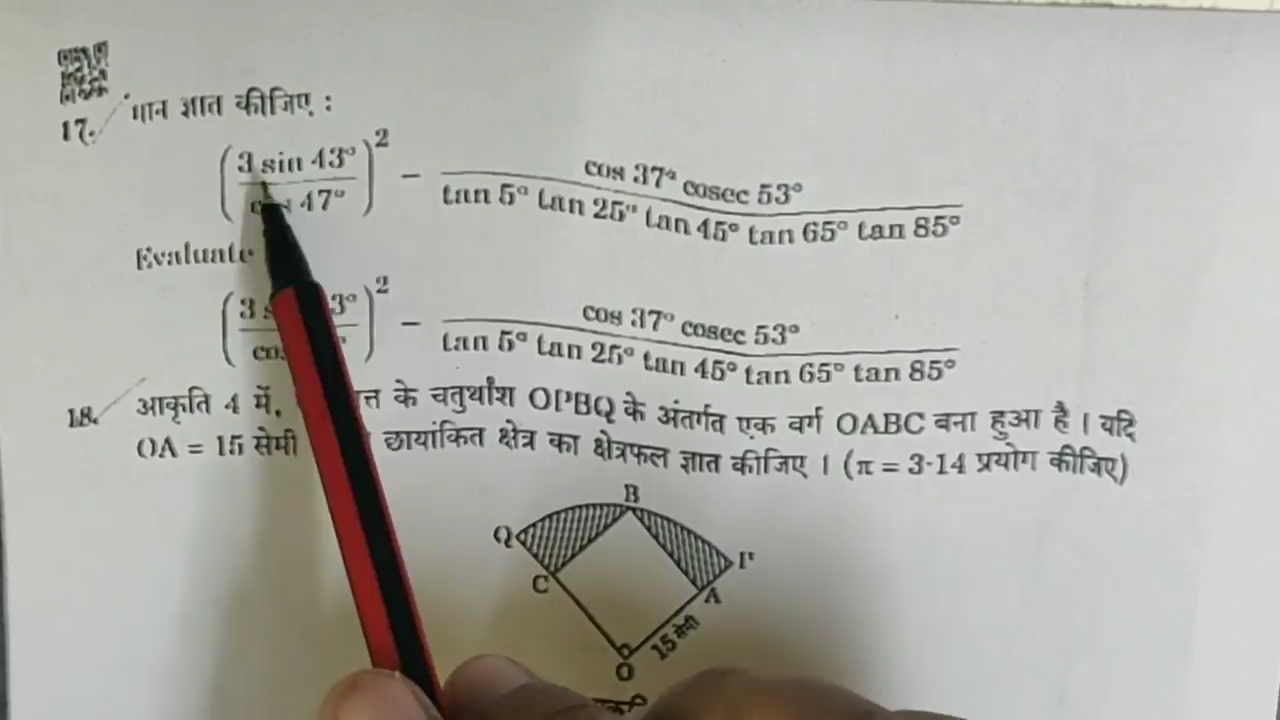 17. मान ज्ञात कीजिए :
(3 sin 43° / cos 47°)² − cos 37° cosec 53° / tan 5° tan 25° tan 45° tan 65° tan 85°
Evaluate
(3 3° / )² − cos 37° cosec 53° / tan 5° tan 25° tan 45° tan 65° tan 85°
18. आकृति 4 में, के चतुर्थांश OPBQ के अंतर्गत एक वर्ग OABC बना हुआ है । यदि
OA = 15 सेमी छायांकित क्षेत्र का क्षेत्रफल ज्ञात कीजिए । (π = 3·14 प्रयोग कीजिए)
B
Q
P
C
A
15 सेमी
O